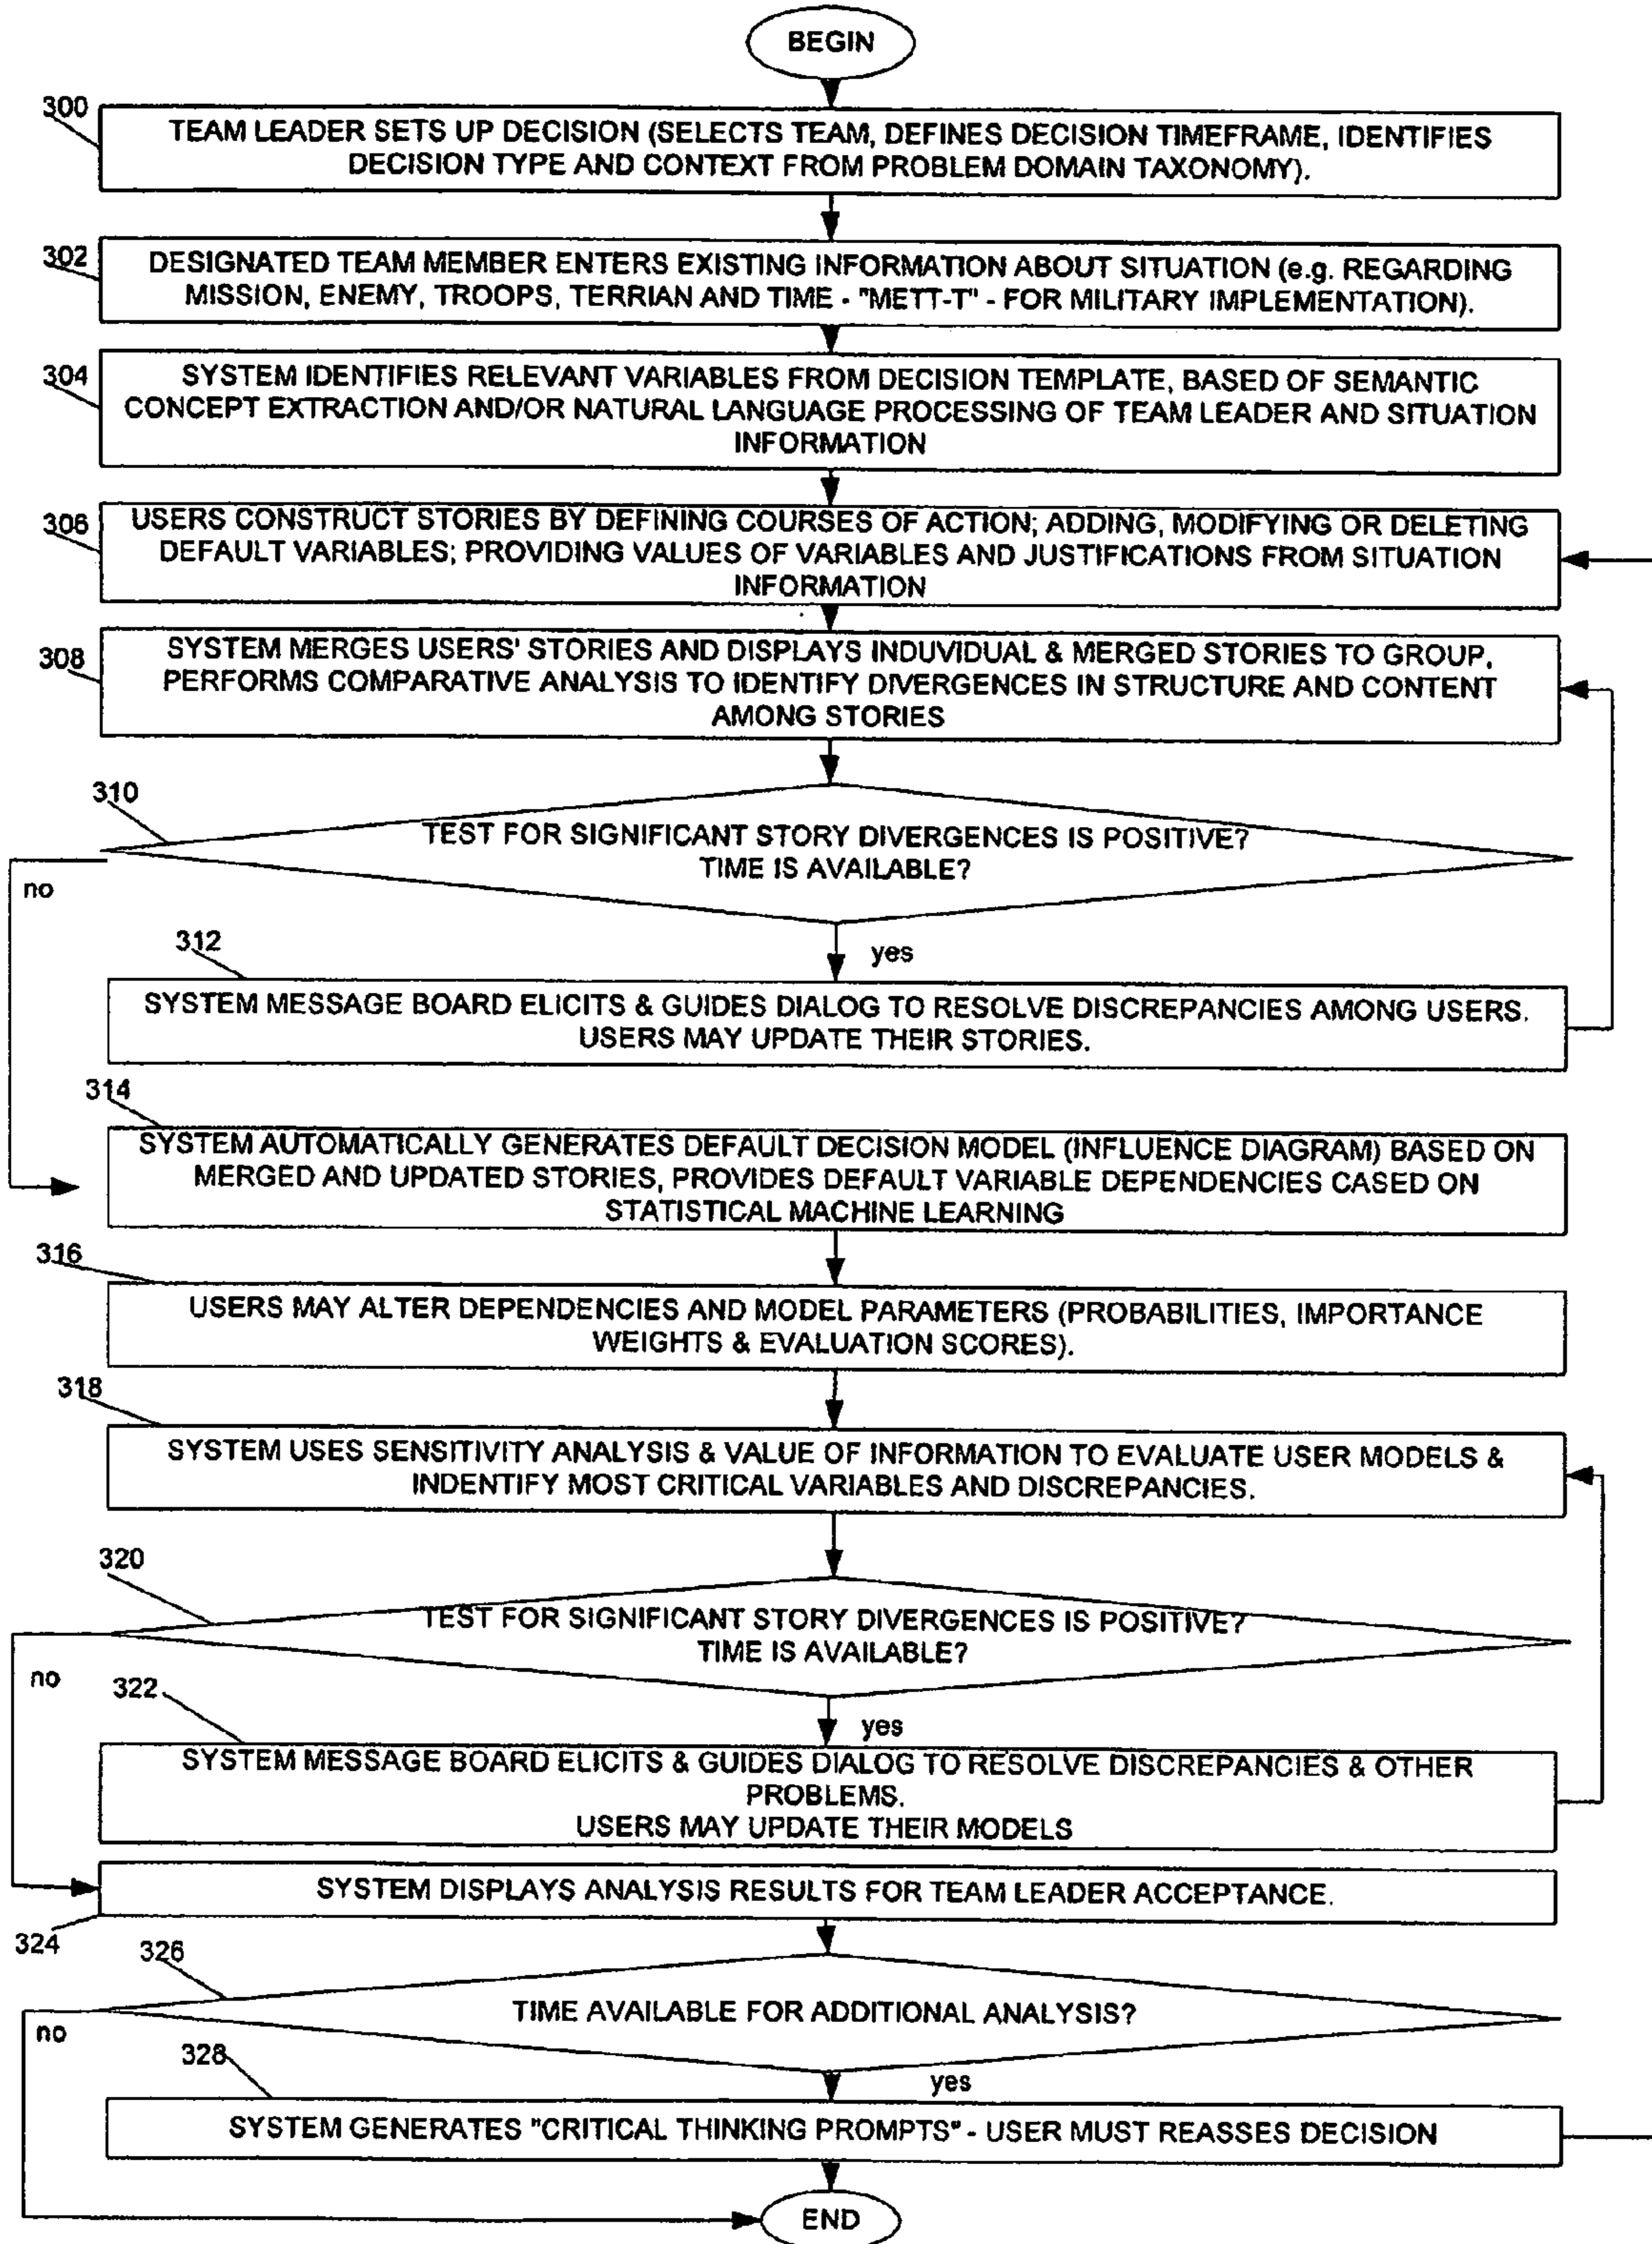 BEGIN
300
TEAM LEADER SETS UP DECISION (SELECTS TEAM, DEFINES DECISION TIMEFRAME, IDENTIFIES
DECISION TYPE AND CONTEXT FROM PROBLEM DOMAIN TAXONOMY).
302
DESIGNATED TEAM MEMBER ENTERS EXISTING INFORMATION ABOUT SITUATION (e.g. REGARDING
MISSION, ENEMY, TROOPS, TERRIAN AND TIME - "METT-T" - FOR MILITARY IMPLEMENTATION).
304
SYSTEM IDENTIFIES RELEVANT VARIABLES FROM DECISION TEMPLATE, BASED OF SEMANTIC
CONCEPT EXTRACTION AND/OR NATURAL LANGUAGE PROCESSING OF TEAM LEADER AND SITUATION
INFORMATION
306
USERS CONSTRUCT STORIES BY DEFINING COURSES OF ACTION; ADDING, MODIFYING OR DELETING
DEFAULT VARIABLES; PROVIDING VALUES OF VARIABLES AND JUSTIFICATIONS FROM SITUATION
INFORMATION
308
SYSTEM MERGES USERS' STORIES AND DISPLAYS INDUVIDUAL & MERGED STORIES TO GROUP,
PERFORMS COMPARATIVE ANALYSIS TO IDENTIFY DIVERGENCES IN STRUCTURE AND CONTENT
AMONG STORIES
310
TEST FOR SIGNIFICANT STORY DIVERGENCES IS POSITIVE?
TIME IS AVAILABLE?
no
312
yes
SYSTEM MESSAGE BOARD ELICITS & GUIDES DIALOG TO RESOLVE DISCREPANCIES AMONG USERS.
USERS MAY UPDATE THEIR STORIES.
314
SYSTEM AUTOMATICALLY GENERATES DEFAULT DECISION MODEL (INFLUENCE DIAGRAM) BASED ON
MERGED AND UPDATED STORIES, PROVIDES DEFAULT VARIABLE DEPENDENCIES CASED ON
STATISTICAL MACHINE LEARNING
316
USERS MAY ALTER DEPENDENCIES AND MODEL PARAMETERS (PROBABILITIES, IMPORTANCE
WEIGHTS & EVALUATION SCORES).
318
SYSTEM USES SENSITIVITY ANALYSIS & VALUE OF INFORMATION TO EVALUATE USER MODELS &
INDENTIFY MOST CRITICAL VARIABLES AND DISCREPANCIES.
320
TEST FOR SIGNIFICANT STORY DIVERGENCES IS POSITIVE?
TIME IS AVAILABLE?
no
322
yes
SYSTEM MESSAGE BOARD ELICITS & GUIDES DIALOG TO RESOLVE DISCREPANCIES & OTHER
PROBLEMS.
USERS MAY UPDATE THEIR MODELS
SYSTEM DISPLAYS ANALYSIS RESULTS FOR TEAM LEADER ACCEPTANCE.
324
326
TIME AVAILABLE FOR ADDITIONAL ANALYSIS?
no
328
yes
SYSTEM GENERATES "CRITICAL THINKING PROMPTS" - USER MUST REASSES DECISION
END